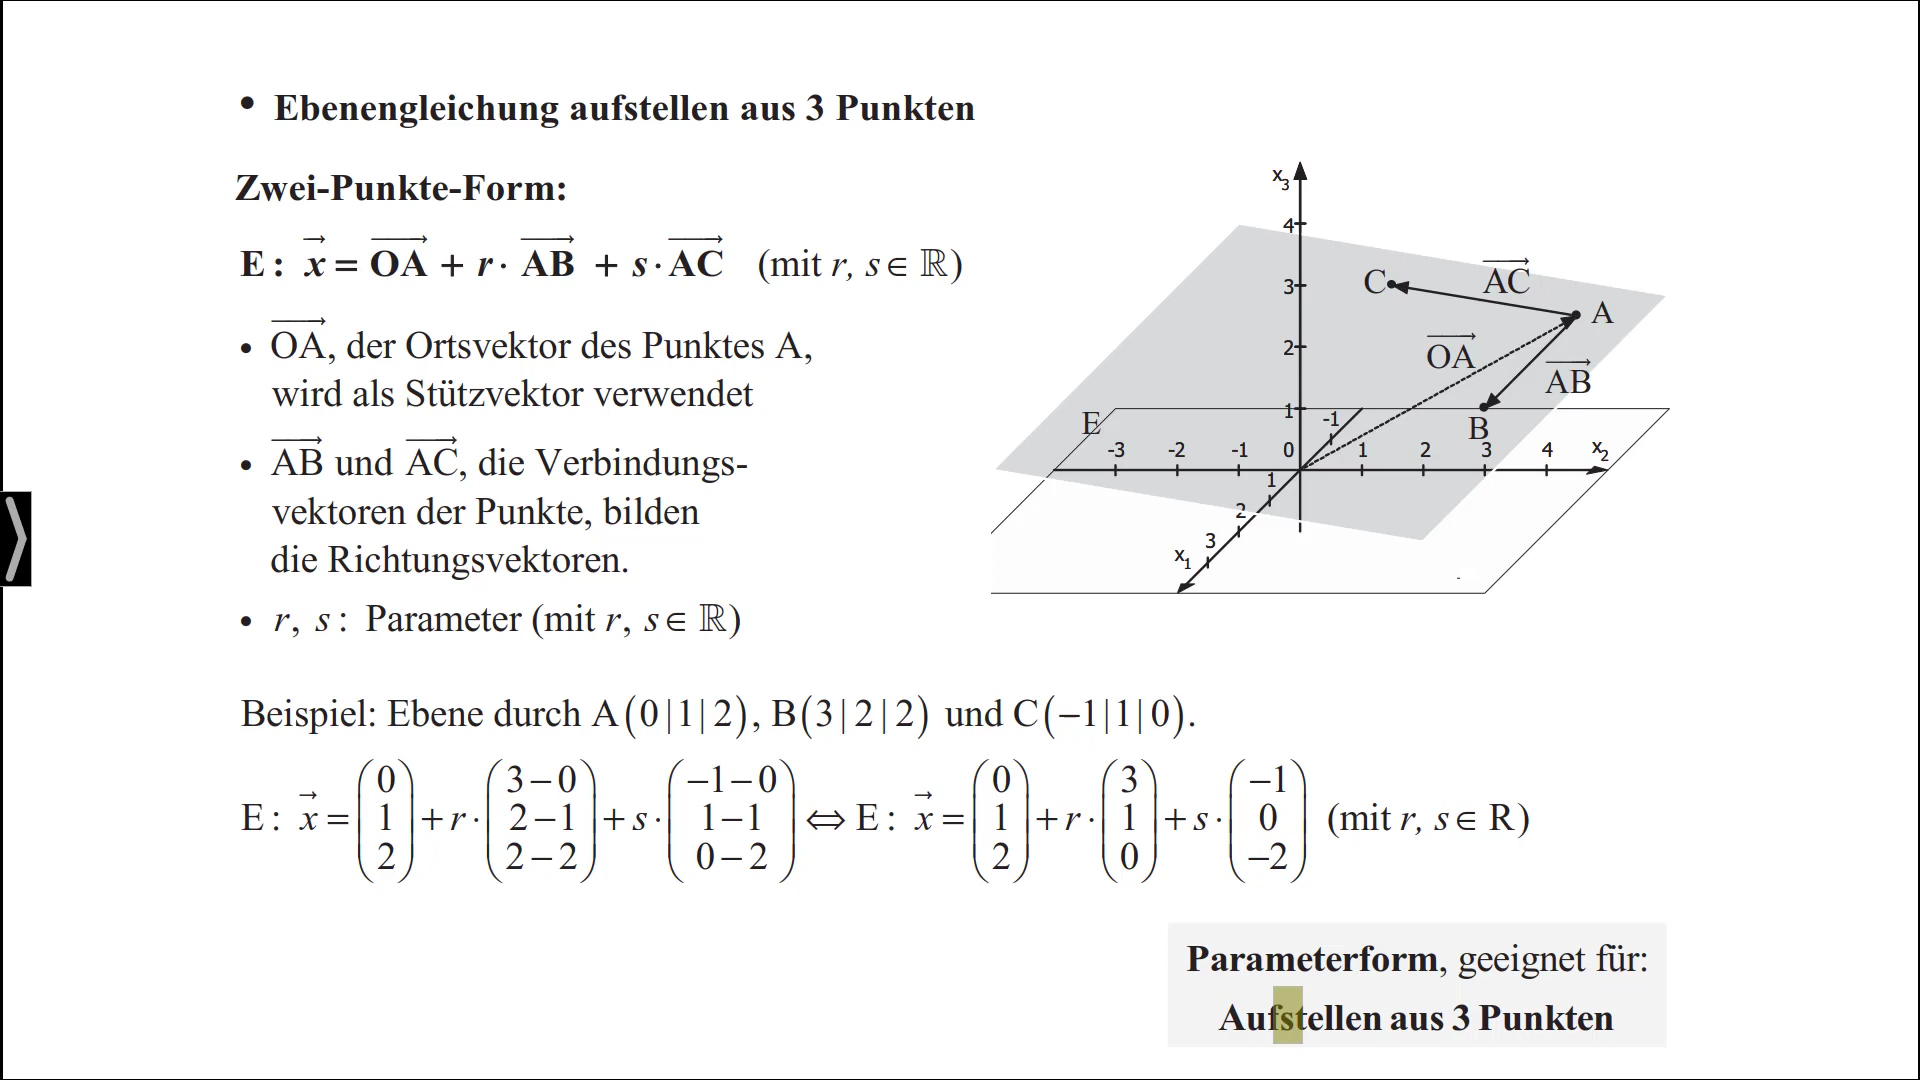 • Ebenengleichung aufstellen aus 3 Punkten
Zwei-Punkte-Form:
E: x⃗ = OA⃗ + r· AB⃗ + s· AC⃗ (mit r, s ∈ ℝ)
• OA⃗, der Ortsvektor des Punktes A,
wird als Stützvektor verwendet
• AB⃗ und AC⃗, die Verbindungs-
vektoren der Punkte, bilden
die Richtungsvektoren.
• r, s: Parameter (mit r, s ∈ ℝ)
x₃
4
3
2
1
C
AC⃗
A
OA⃗
AB⃗
B
E
-3 -2 -1 0 1 2 3 4 x₂
-1
1
2
3
x₁
Beispiel: Ebene durch A(0|1|2), B(3|2|2) und C(−1|1|0).
E: x⃗ = (0 1 2) + r· (3−0 2−1 2−2) + s· (−1−0 1−1 0−2) ⇔ E: x⃗ = (0 1 2) + r· (3 1 0) + s· (−1 0 −2) (mit r, s ∈ R)
Parameterform, geeignet für:
Aufstellen aus 3 Punkten